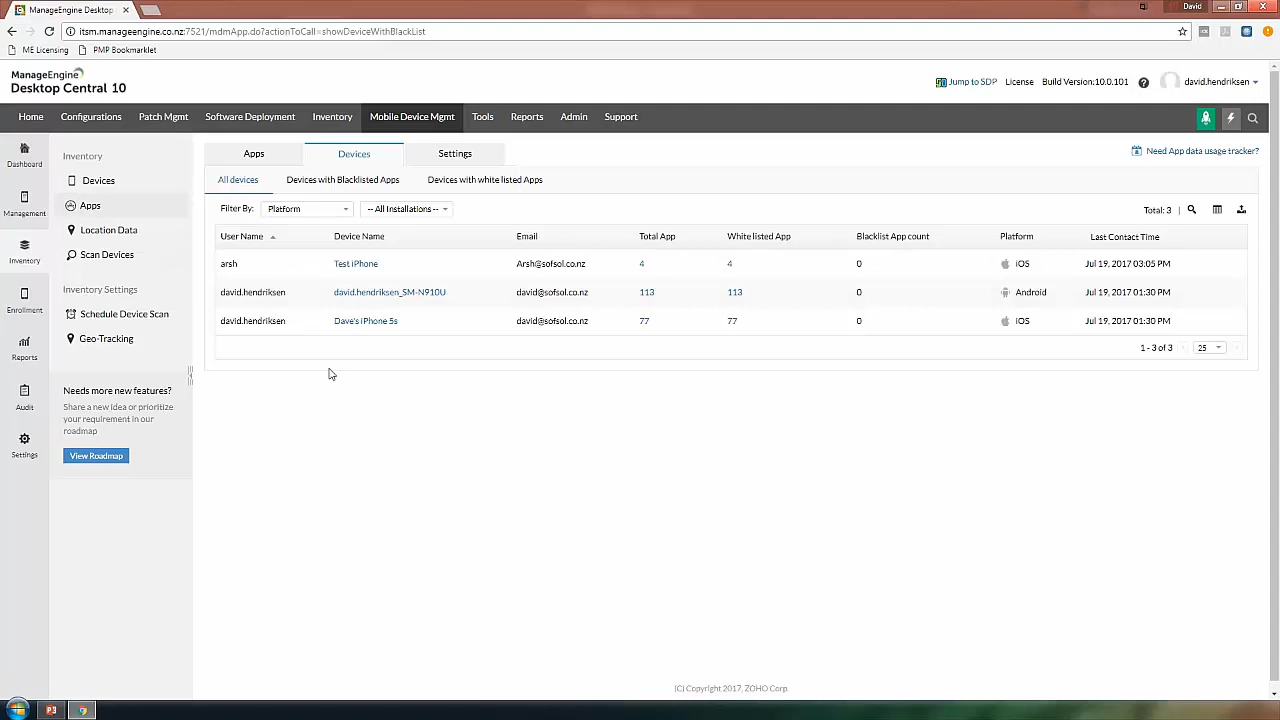 ManageEngine Desktop
David
itsm.manageengine.co.nz:7521/mdmApp.do?actionToCall=showDeviceWithBlackList
ME Licensing
PMP Bookmarklet
ManageEngine
Desktop Central 10
Jump to SDP
License
Build Version:10.0.101
david.hendriksen
Home
Configurations
Patch Mgmt
Software Deployment
Inventory
Mobile Device Mgmt
Tools
Reports
Admin
Support
Dashboard
Management
Inventory
Enrollment
Reports
Audit
Settings
Inventory
Devices
Apps
Location Data
Scan Devices
Inventory Settings
Schedule Device Scan
Geo-Tracking
Needs more new features?
Share a new idea or prioritize
your requirement in our
roadmap
View Roadmap
Apps
Devices
Settings
Need App data usage tracker?
All devices
Devices with Blacklisted Apps
Devices with white listed Apps
Filter By: Platform -- All Installations --
Total: 3
User Name Device Name Email Total App White listed App Blacklist App count Platform Last Contact Time
arsh Test iPhone Arsh@sofsol.co.nz 4 4 0 iOS Jul 19, 2017 03:05 PM
david.hendriksen david.hendriksen_SM-N910U david@sofsol.co.nz 113 113 0 Android Jul 19, 2017 01:30 PM
david.hendriksen Dave's iPhone 5s david@sofsol.co.nz 77 77 0 iOS Jul 19, 2017 01:30 PM
1 - 3 of 3
25
(C) Copyright 2017, ZOHO Corp.